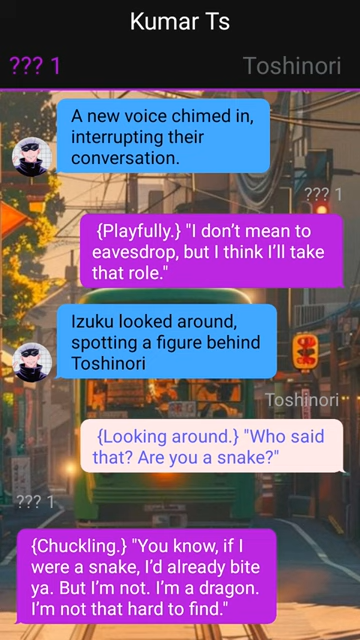 Kumar Ts
??? 1
Toshinori
A new voice chimed in,
interrupting their
conversation.
??? 1
{Playfully.} "I don't mean to
eavesdrop, but I think I'll take
that role."
Izuku looked around,
spotting a figure behind
Toshinori
Toshinori
{Looking around.} "Who said
that? Are you a snake?"
??? 1
{Chuckling.} "You know, if I
were a snake, I'd already bite
ya. But I'm not. I'm a dragon.
I'm not that hard to find."